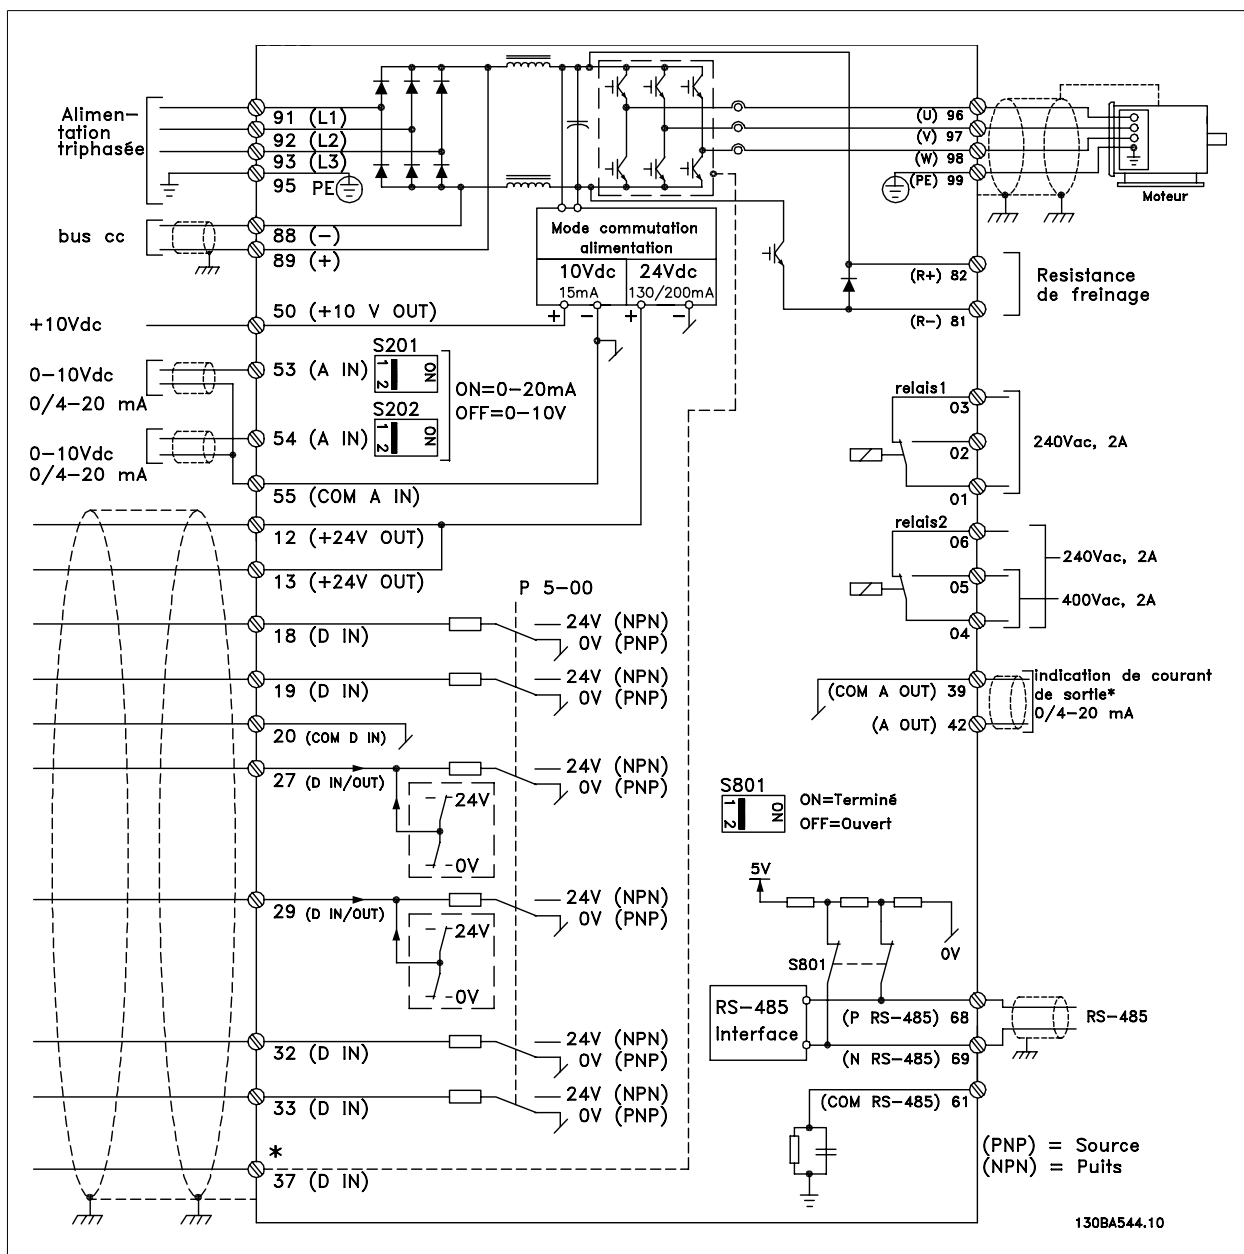 Alimen-
tation
triphasée
91 (L1)
92 (L2)
93 (L3)
95 PE
bus cc
88 (-)
89 (+)
+10Vdc
50 (+10 V OUT)
0-10Vdc
0/4-20 mA
53 (A IN)
S201
1 2
ON
ON=0-20mA
OFF=0-10V
S202
1 2
ON
0-10Vdc
0/4-20 mA
54 (A IN)
55 (COM A IN)
12 (+24V OUT)
13 (+24V OUT)
P 5-00
18 (D IN)
24V (NPN)
0V (PNP)
19 (D IN)
24V (NPN)
0V (PNP)
20 (COM D IN)
27 (D IN/OUT)
24V (NPN)
0V (PNP)
24V
0V
29 (D IN/OUT)
24V (NPN)
0V (PNP)
24V
0V
32 (D IN)
24V (NPN)
0V (PNP)
33 (D IN)
24V (NPN)
0V (PNP)
*
37 (D IN)
Mode commutation
alimentation
10Vdc
15mA
24Vdc
130/200mA
+ - + -
(U) 96
(V) 97
(W) 98
(PE) 99
Moteur
(R+) 82
(R-) 81
Resistance
de freinage
relais1
03
02
01
240Vac, 2A
relais2
06
05
04
240Vac, 2A
400Vac, 2A
(COM A OUT) 39
(A OUT) 42
indication de courant
de sortie*
0/4-20 mA
S801
1 2
ON
ON=Terminé
OFF=Ouvert
5V
0V
S801
RS-485
Interface
(P RS-485) 68
(N RS-485) 69
(COM RS-485) 61
RS-485
(PNP) = Source
(NPN) = Puits
130BA544.10